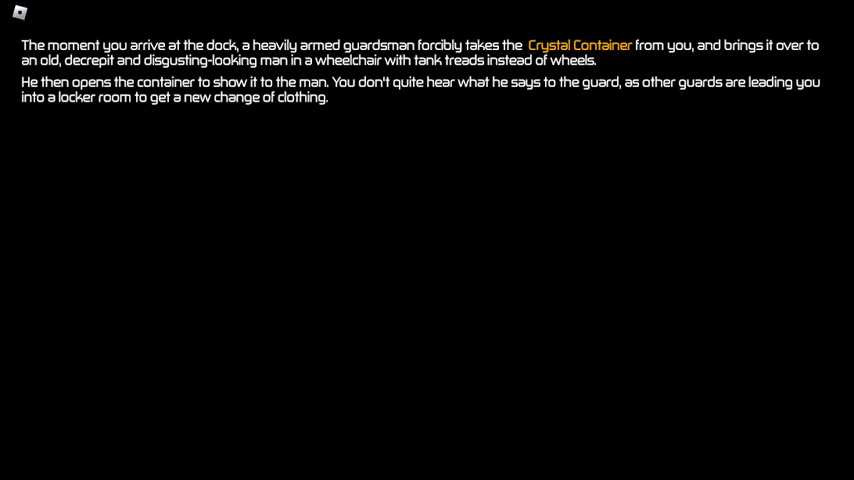 The moment you arrive at the dock, a heavily armed guardsman forcibly takes the Crystal Container from you, and brings it over to
an old, decrepit and disgusting-looking man in a wheelchair with tank treads instead of wheels.
He then opens the container to show it to the man. You don't quite hear what he says to the guard, as other guards are leading you
into a locker room to get a new change of clothing.